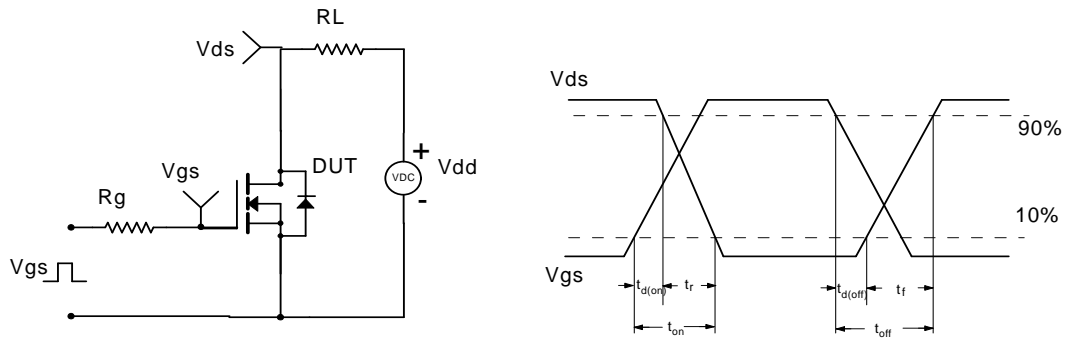 RL
Vds
Vds
90%
Vgs
DUT
+
VDC
Vdd
-
Rg
10%
Vgs
Vgs
td(on)
tr
td(off)
tf
ton
toff